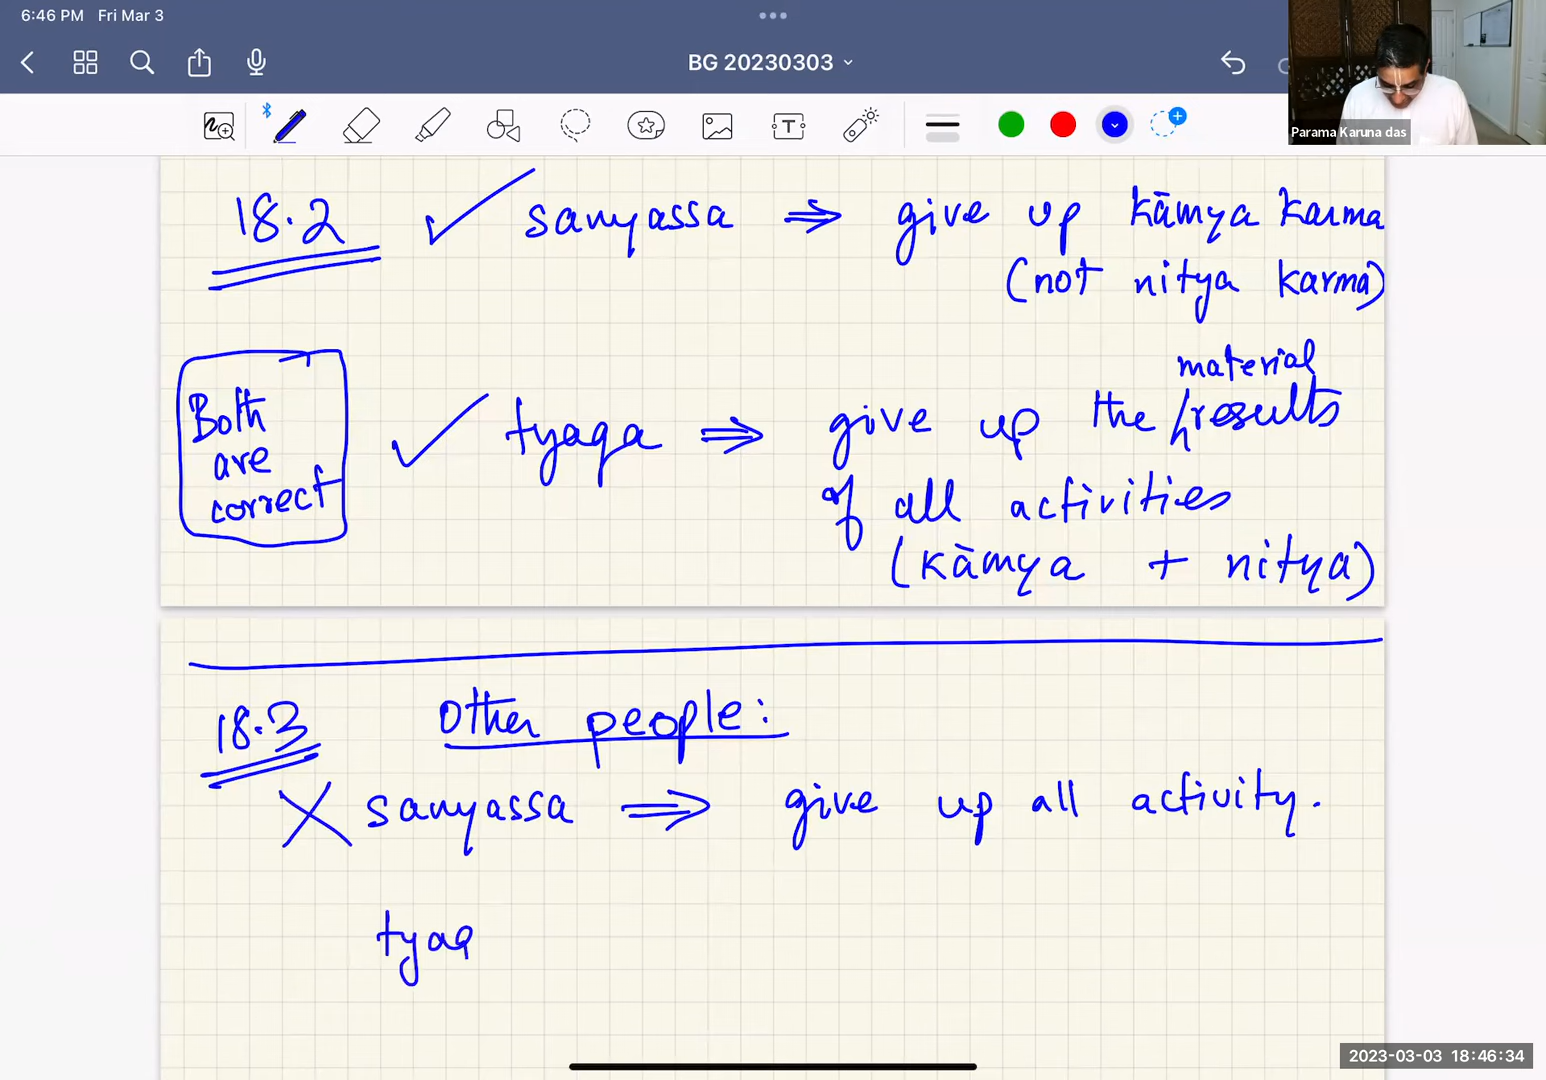 6:46 PM Fri Mar 3
BG 20230303
Parama Karuna das
18.2 sanyassa ⇒ give up kāmya karma
(not nitya karma)
Both
are
correct
material
tyaga ⇒ give up the results
of all activities
(kāmya + nitya)
18.3 Other people:
X sanyassa ⇒ give up all activity.
tyag
2023-03-03 18:46:34